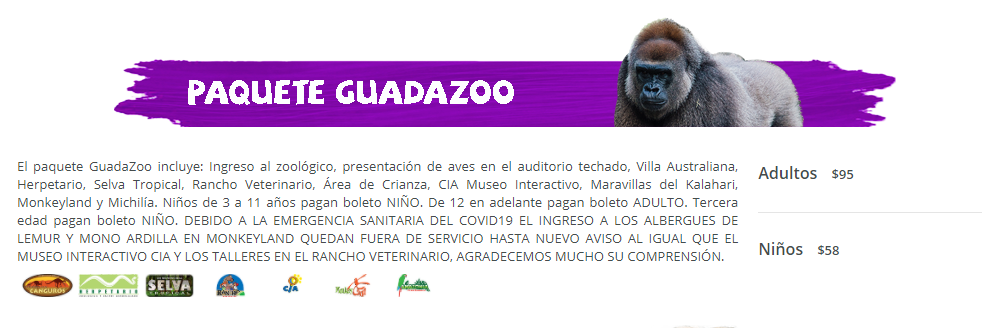 PAQUETE GUADAZOO
El paquete GuadaZoo incluye: Ingreso al zoológico, presentación de aves en el auditorio techado, Villa Australiana,
Herpetario, Selva Tropical, Rancho Veterinario, Área de Crianza, CIA Museo Interactivo, Maravillas del Kalahari,
Monkeyland y Michilía. Niños de 3 a 11 años pagan boleto NIÑO. De 12 en adelante pagan boleto ADULTO. Tercera
edad pagan boleto NIÑO. DEBIDO A LA EMERGENCIA SANITARIA DEL COVID19 EL INGRESO A LOS ALBERGUES DE
LEMUR Y MONO ARDILLA EN MONKEYLAND QUEDAN FUERA DE SERVICIO HASTA NUEVO AVISO AL IGUAL QUE EL
MUSEO INTERACTIVO CIA Y LOS TALLERES EN EL RANCHO VETERINARIO, AGRADECEMOS MUCHO SU COMPRENSIÓN.
Adultos $95
Niños $58
CANGUROS
HERPETARIO
SELVA
TROPICAL
CIA